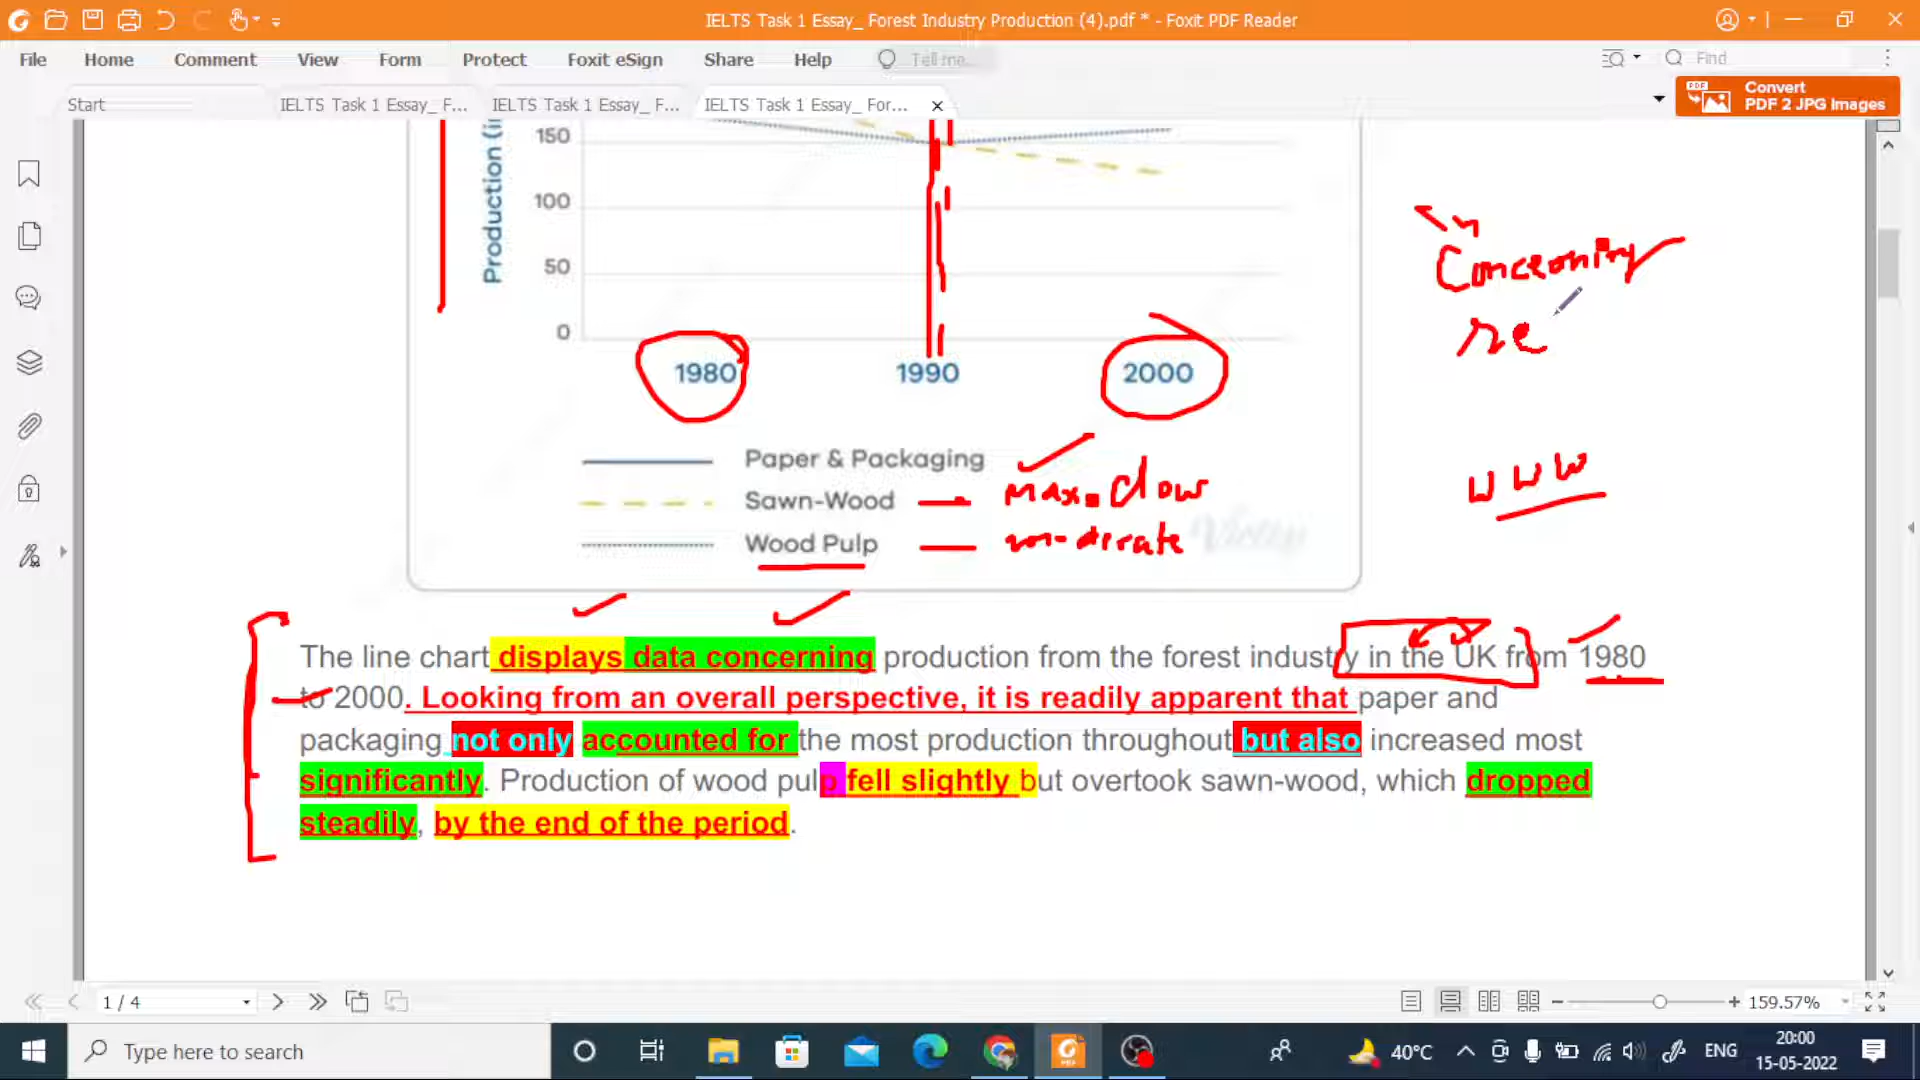 IELTS Task 1 Essay_ Forest Industry Production (4).pdf * - Foxit PDF Reader
File Home Comment View Form Protect Foxit eSign Share Help Tell me... Find
Start IELTS Task 1 Essay_ F... IELTS Task 1 Essay_ F... IELTS Task 1 Essay_ For...
Convert
PDF 2 JPG Images
Production (i
150
100
50
0
1980 1990 2000
Concerning
re
www
Paper & Packaging
Sawn-Wood max. dow
Wood Pulp moderate
The line chart displays data concerning production from the forest industry in the UK from 1980
to 2000. Looking from an overall perspective, it is readily apparent that paper and
packaging not only accounted for the most production throughout but also increased most
significantly. Production of wood pulp fell slightly but overtook sawn-wood, which dropped
steadily, by the end of the period.
1 / 4
159.57%
Type here to search
40°C ENG
20:00
15-05-2022